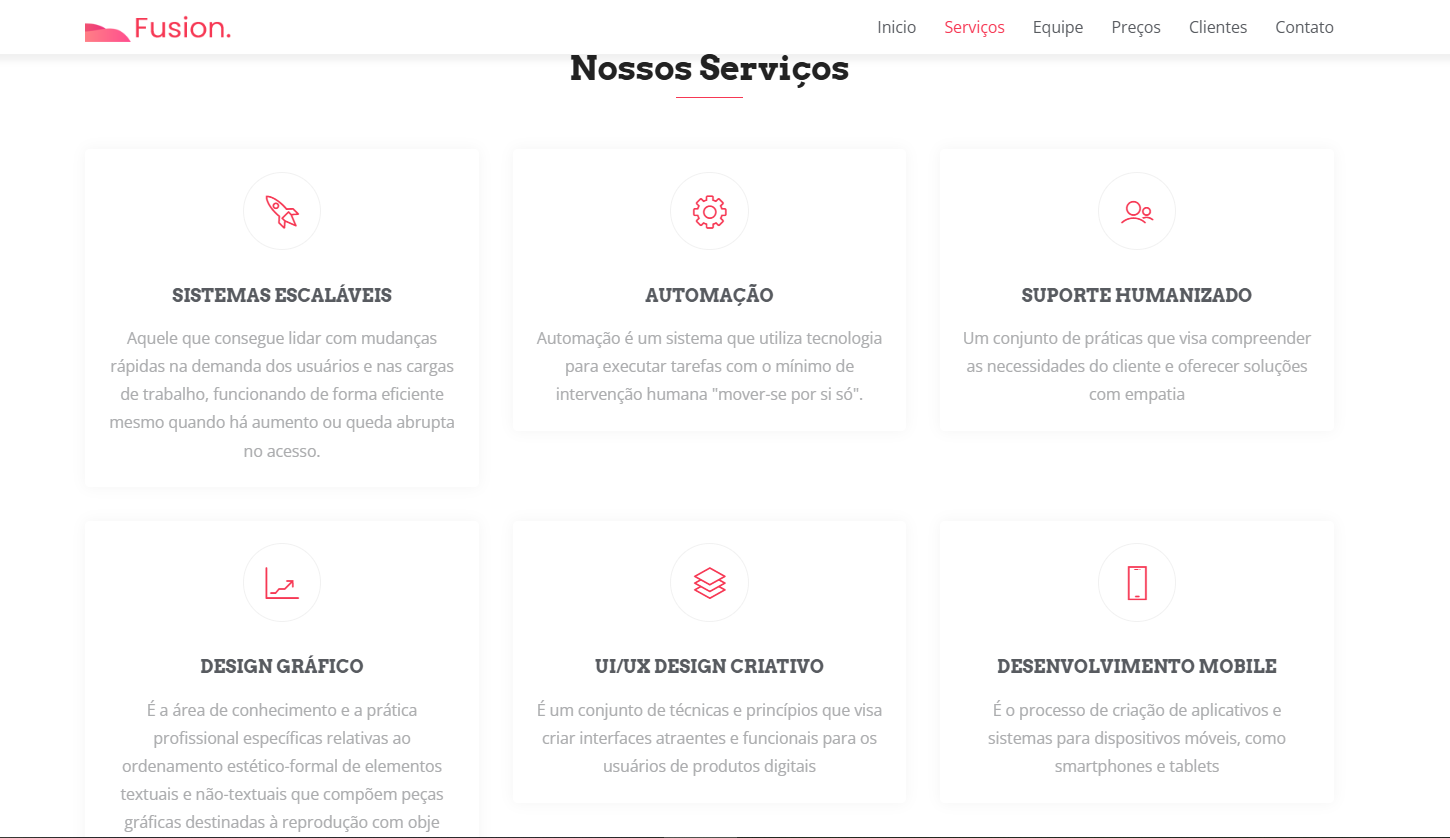 Fusion.
Inicio Serviços Equipe Preços Clientes Contato
Nossos Serviços
SISTEMAS ESCALÁVEIS
Aquele que consegue lidar com mudanças
rápidas na demanda dos usuários e nas cargas
de trabalho, funcionando de forma eficiente
mesmo quando há aumento ou queda abrupta
no acesso.
AUTOMAÇÃO
Automação é um sistema que utiliza tecnologia
para executar tarefas com o mínimo de
intervenção humana "mover-se por si só".
SUPORTE HUMANIZADO
Um conjunto de práticas que visa compreender
as necessidades do cliente e oferecer soluções
com empatia
DESIGN GRÁFICO
É a área de conhecimento e a prática
profissional específicas relativas ao
ordenamento estético-formal de elementos
textuais e não-textuais que compõem peças
gráficas destinadas à reprodução com obje
UI/UX DESIGN CRIATIVO
É um conjunto de técnicas e princípios que visa
criar interfaces atraentes e funcionais para os
usuários de produtos digitais
DESENVOLVIMENTO MOBILE
É o processo de criação de aplicativos e
sistemas para dispositivos móveis, como
smartphones e tablets